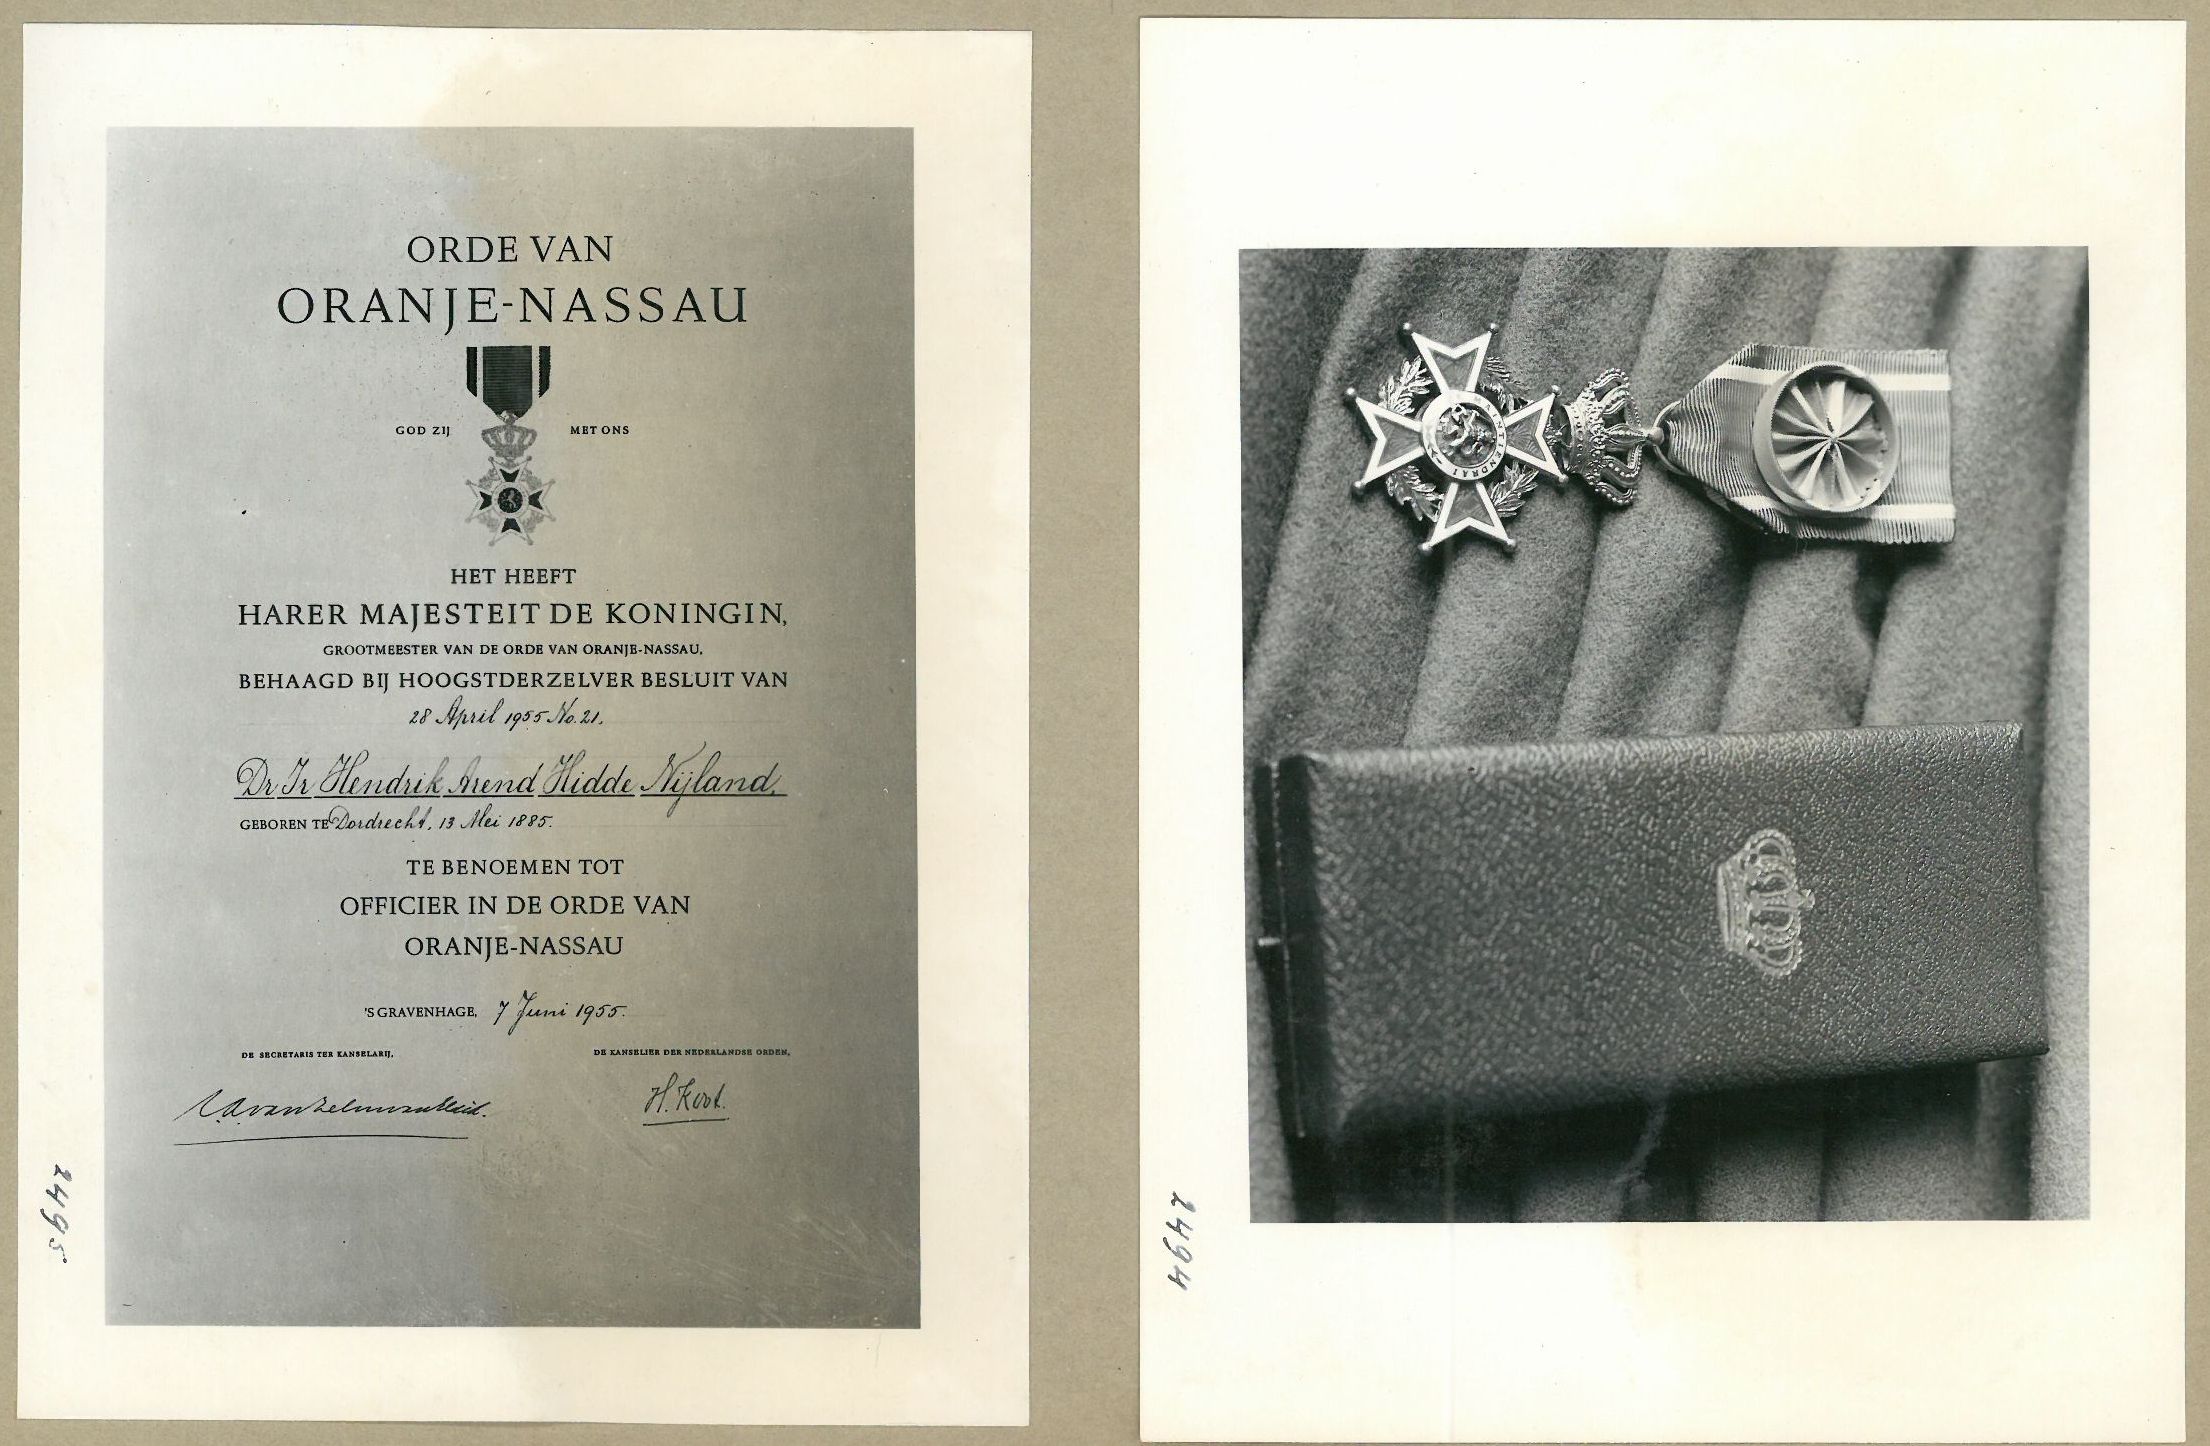 ORDE VAN
ORANJE-NASSAU
GOD ZIJ MET ONS
HET HEEFT
HARER MAJESTEIT DE KONINGIN,
GROOTMEESTER VAN DE ORDE VAN ORANJE-NASSAU,
BEHAAGD BIJ HOOGSTDERZELVER BESLUIT VAN
28 April 1955 No. 21.
Dr Ir Hendrik Arend Hidde Nijland.
GEBOREN TE Dordrecht, 13 Mei 1885.
TE BENOEMEN TOT
OFFICIER IN DE ORDE VAN
ORANJE-NASSAU
'S GRAVENHAGE, 7 Juni 1955.
DE SECRETARIS TER KANSELARIJ,
DE KANSELIER DER NEDERLANDSE ORDEN,
H. Koot.
2495
MAINTIENDRAI
2494